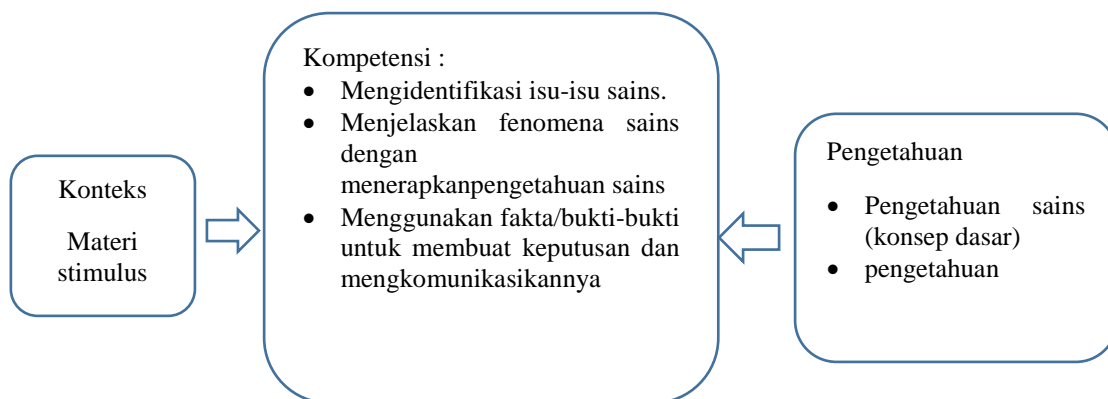 Konteks
Materi
stimulus
Kompetensi :
• Mengidentifikasi isu-isu sains.
• Menjelaskan fenomena sains
dengan
menerapkanpengetahuan sains
• Menggunakan fakta/bukti-bukti
untuk membuat keputusan dan
mengkomunikasikannya
Pengetahuan
• Pengetahuan sains
(konsep dasar)
• pengetahuan